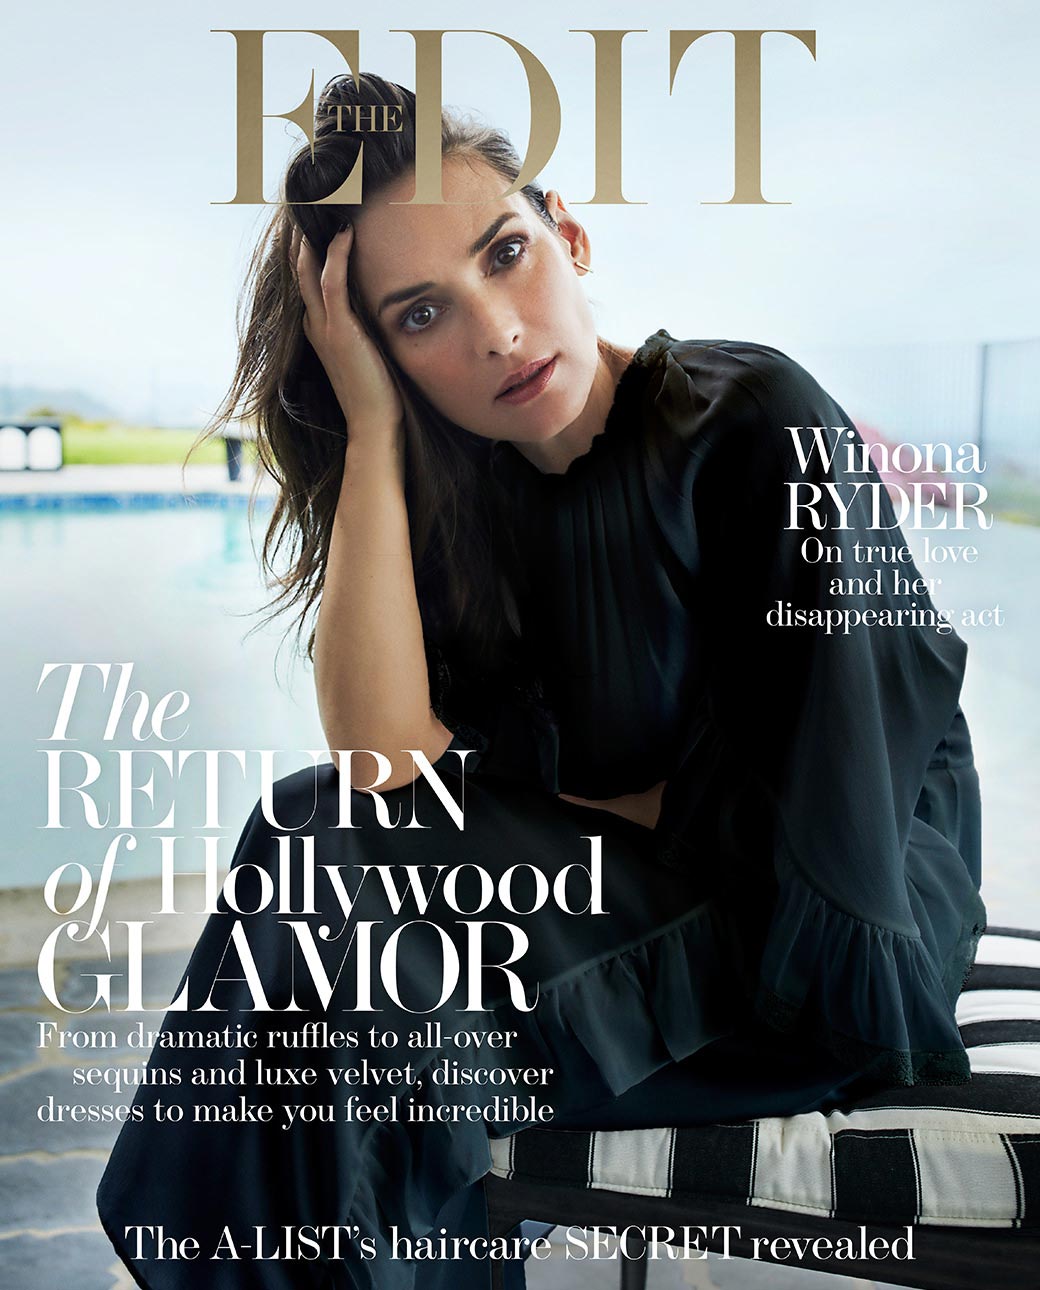 THE EDIT
Winona
RYDER
On true love
and her
disappearing act
The
RETURN
of Hollywood
GLAMOR
From dramatic ruffles to all-over
sequins and luxe velvet, discover
dresses to make you feel incredible
The A-LIST's haircare SECRET revealed